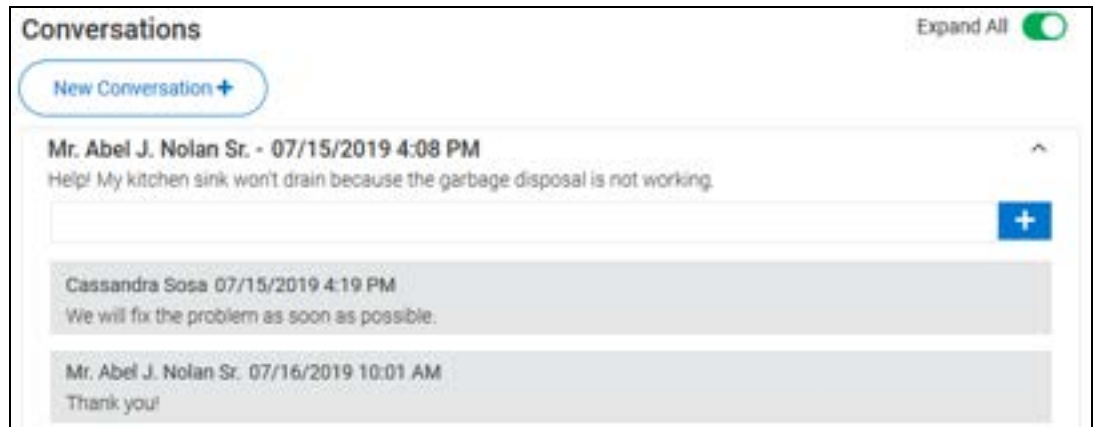 Conversations
Expand All
New Conversation +
Mr. Abel J. Nolan Sr. - 07/15/2019 4:08 PM
Help! My kitchen sink won't drain because the garbage disposal is not working.
+
Cassandra Sosa 07/15/2019 4:19 PM
We will fix the problem as soon as possible.
Mr. Abel J. Nolan Sr. 07/16/2019 10:01 AM
Thank you!